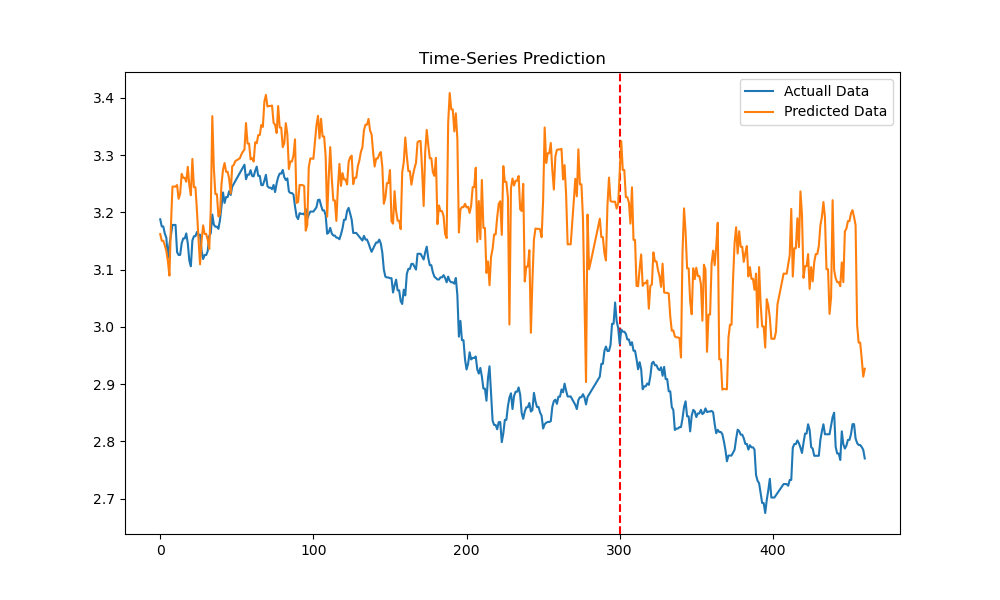 Time-Series Prediction
Actuall Data
Predicted Data
3.4
3.3
3.2
3.1
3.0
2.9
2.8
2.7
0 100 200 300 400